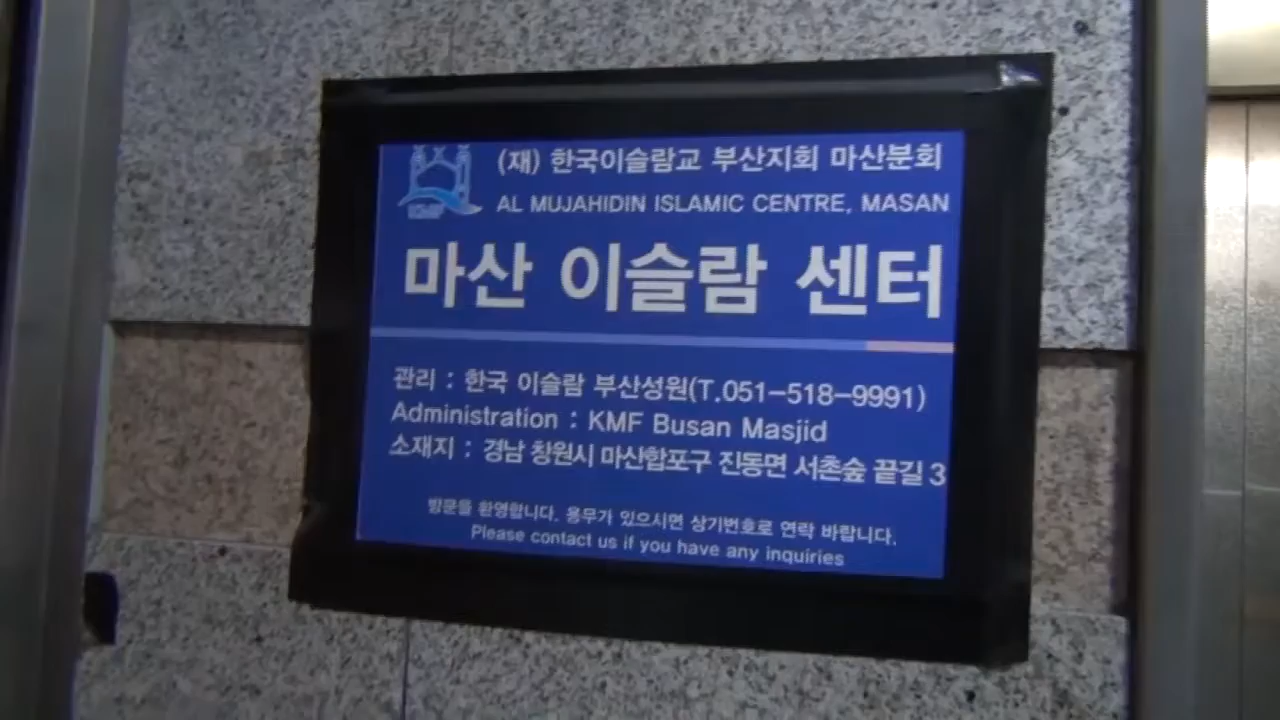 (재) 한국이슬람교 부산지회 마산분회
AL MUJAHIDIN ISLAMIC CENTRE, MASAN
마산 이슬람 센터
관리 : 한국 이슬람 부산성원(T.051-518-9991)
Administration : KMF Busan Masjid
소재지 : 경남 창원시 마산합포구 진동면 서촌숲 끝길 3
방문을 환영합니다. 용무가 있으시면 상기번호로 연락 바랍니다.
Please contact us if you have any inquiries